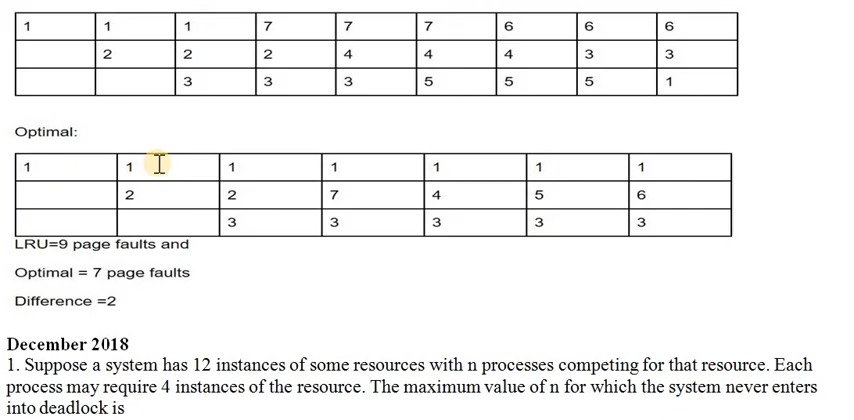 1 1 1 7 7 7 6 6 6
2 2 2 4 4 4 3 3
3 3 3 5 5 5 1
Optimal:
1 1 1 1 1 1 1
2 2 7 4 5 6
3 3 3 3 3
LRU=9 page faults and
Optimal = 7 page faults
Difference =2
December 2018
1. Suppose a system has 12 instances of some resources with n processes competing for that resource. Each
process may require 4 instances of the resource. The maximum value of n for which the system never enters
into deadlock is